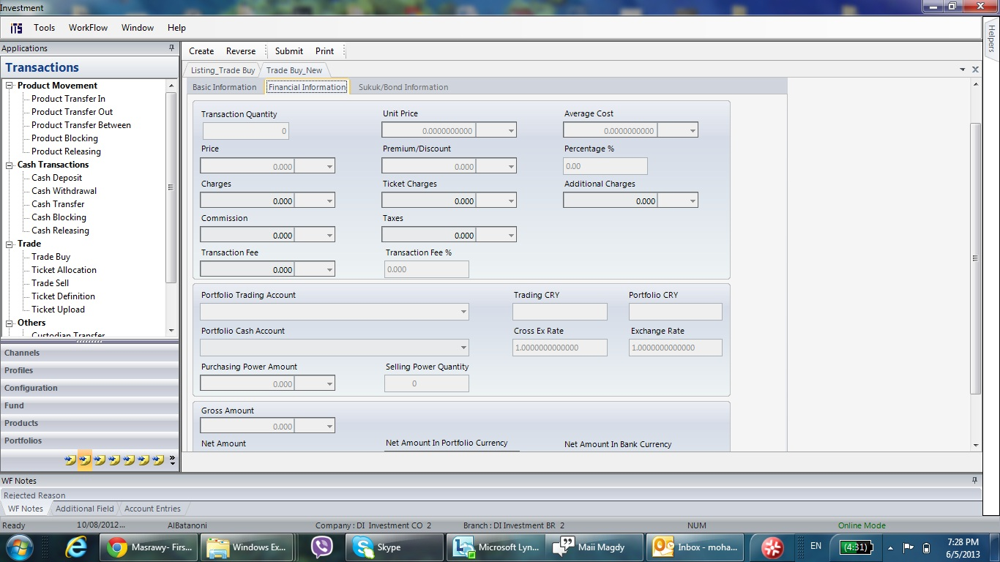 Investment
ITS Tools WorkFlow Window Help
Helpers
Applications
Transactions
Product Movement
Product Transfer In
Product Transfer Out
Product Transfer Between
Product Blocking
Product Releasing
Cash Transactions
Cash Deposit
Cash Withdrawal
Cash Transfer
Cash Blocking
Cash Releasing
Trade
Trade Buy
Ticket Allocation
Trade Sell
Ticket Definition
Ticket Upload
Others
Custodian Transfer
Channels
Profiles
Configuration
Fund
Products
Portfolios
Create Reverse Submit Print
Listing_Trade Buy Trade Buy_New
Basic Information Financial Information Sukuk/Bond Information
Transaction Quantity Unit Price Average Cost
0 0.0000000000 0.0000000000
Price Premium/Discount Percentage %
0.000 0.000 0.00
Charges Ticket Charges Additional Charges
0.000 0.000 0.000
Commission Taxes
0.000 0.000
Transaction Fee Transaction Fee %
0.000 0.000
Portfolio Trading Account Trading CRY Portfolio CRY
Portfolio Cash Account Cross Ex Rate Exchange Rate
1.0000000000000 1.0000000000000
Purchasing Power Amount Selling Power Quantity
0.000 0
Gross Amount
0.000
Net Amount Net Amount In Portfolio Currency Net Amount In Bank Currency
WF Notes
Rejected Reason
WF Notes Additional Field Account Entries
Ready 10/08/2012... AlBatanoni Company : DI Investment CO 2 Branch : DI Investment BR 2 NUM Online Mode
Masrawy- Firs... Windows Ex... Skype Microsoft Lyn... Maii Magdy Inbox - moha... EN (4:31) 7:28 PM
6/5/2013